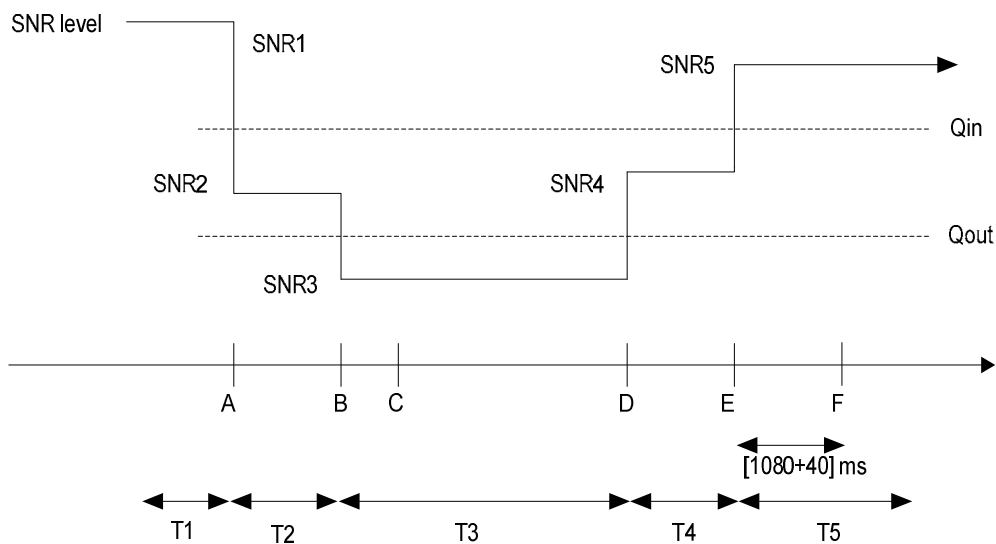 SNR level
SNR1
SNR5
Qin
SNR2
SNR4
Qout
SNR3
A B C D E F
[1080+40] ms
T1 T2 T3 T4 T5